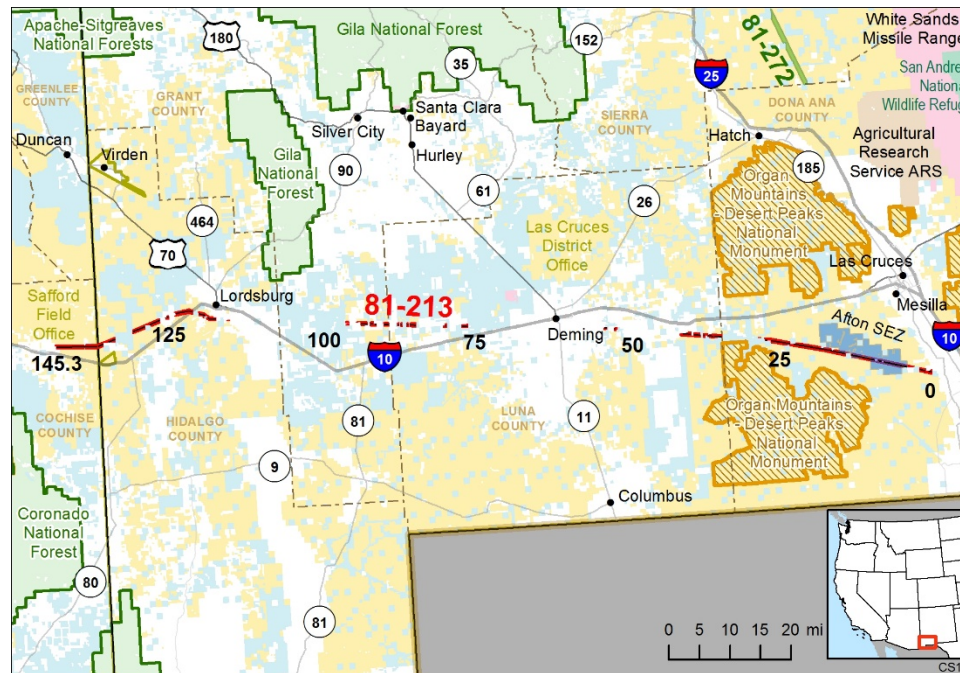 Apache-Sitgreaves
National Forests
180
Gila National Forest
35
152
25
81-272
White Sands
Missile Range
San Andre
National
Wildlife Refug
GREENLEE
COUNTY
GRANT
COUNTY
Santa Clara
Silver City
Bayard
Hurley
SIERRA
COUNTY
DONA ANA
COUNTY
Hatch
Agricultural
Research
Service ARS
Duncan
Virden
Gila
National
Forest
90
61
26
185
Organ
Mountains
- Desert Peaks
National
Monument
464
70
Las Cruces
District
Office
Las Cruces
Mesilla
Safford
Field
Office
Lordsburg
81-213
145.3
125
100
75
Deming
50
25
0
Afton SEZ
10
10
COCHISE
COUNTY
HIDALGO
COUNTY
81
LUNA
COUNTY
11
Organ Mountains
- Desert Peaks
National
Monument
9
Columbus
Coronado
National
Forest
80
81
0 5 10 15 20 mi
CS1